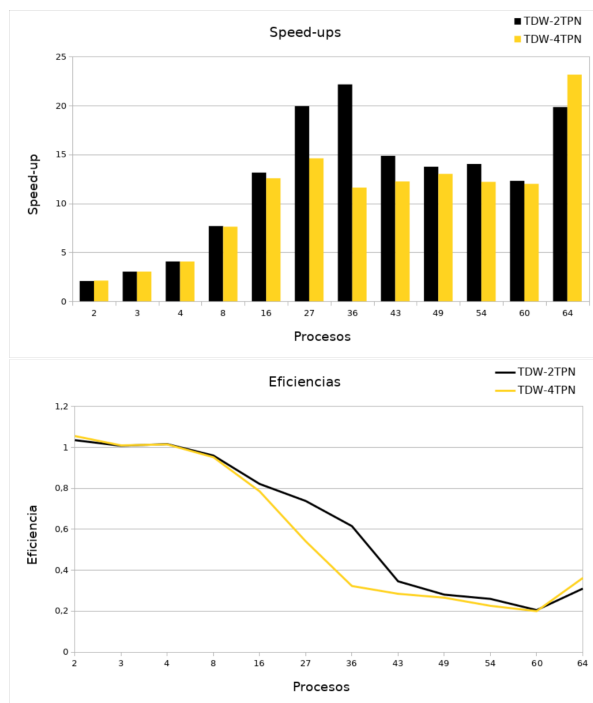 Speed-ups
TDW-2TPN
TDW-4TPN
25
20
15
10
5
0
Speed-up
2 3 4 8 16 27 36 43 49 54 60 64
Procesos
Eficiencias
TDW-2TPN
TDW-4TPN
1,2
1
0,8
0,6
0,4
0,2
0
Eficiencia
2 3 4 8 16 27 36 43 49 54 60 64
Procesos